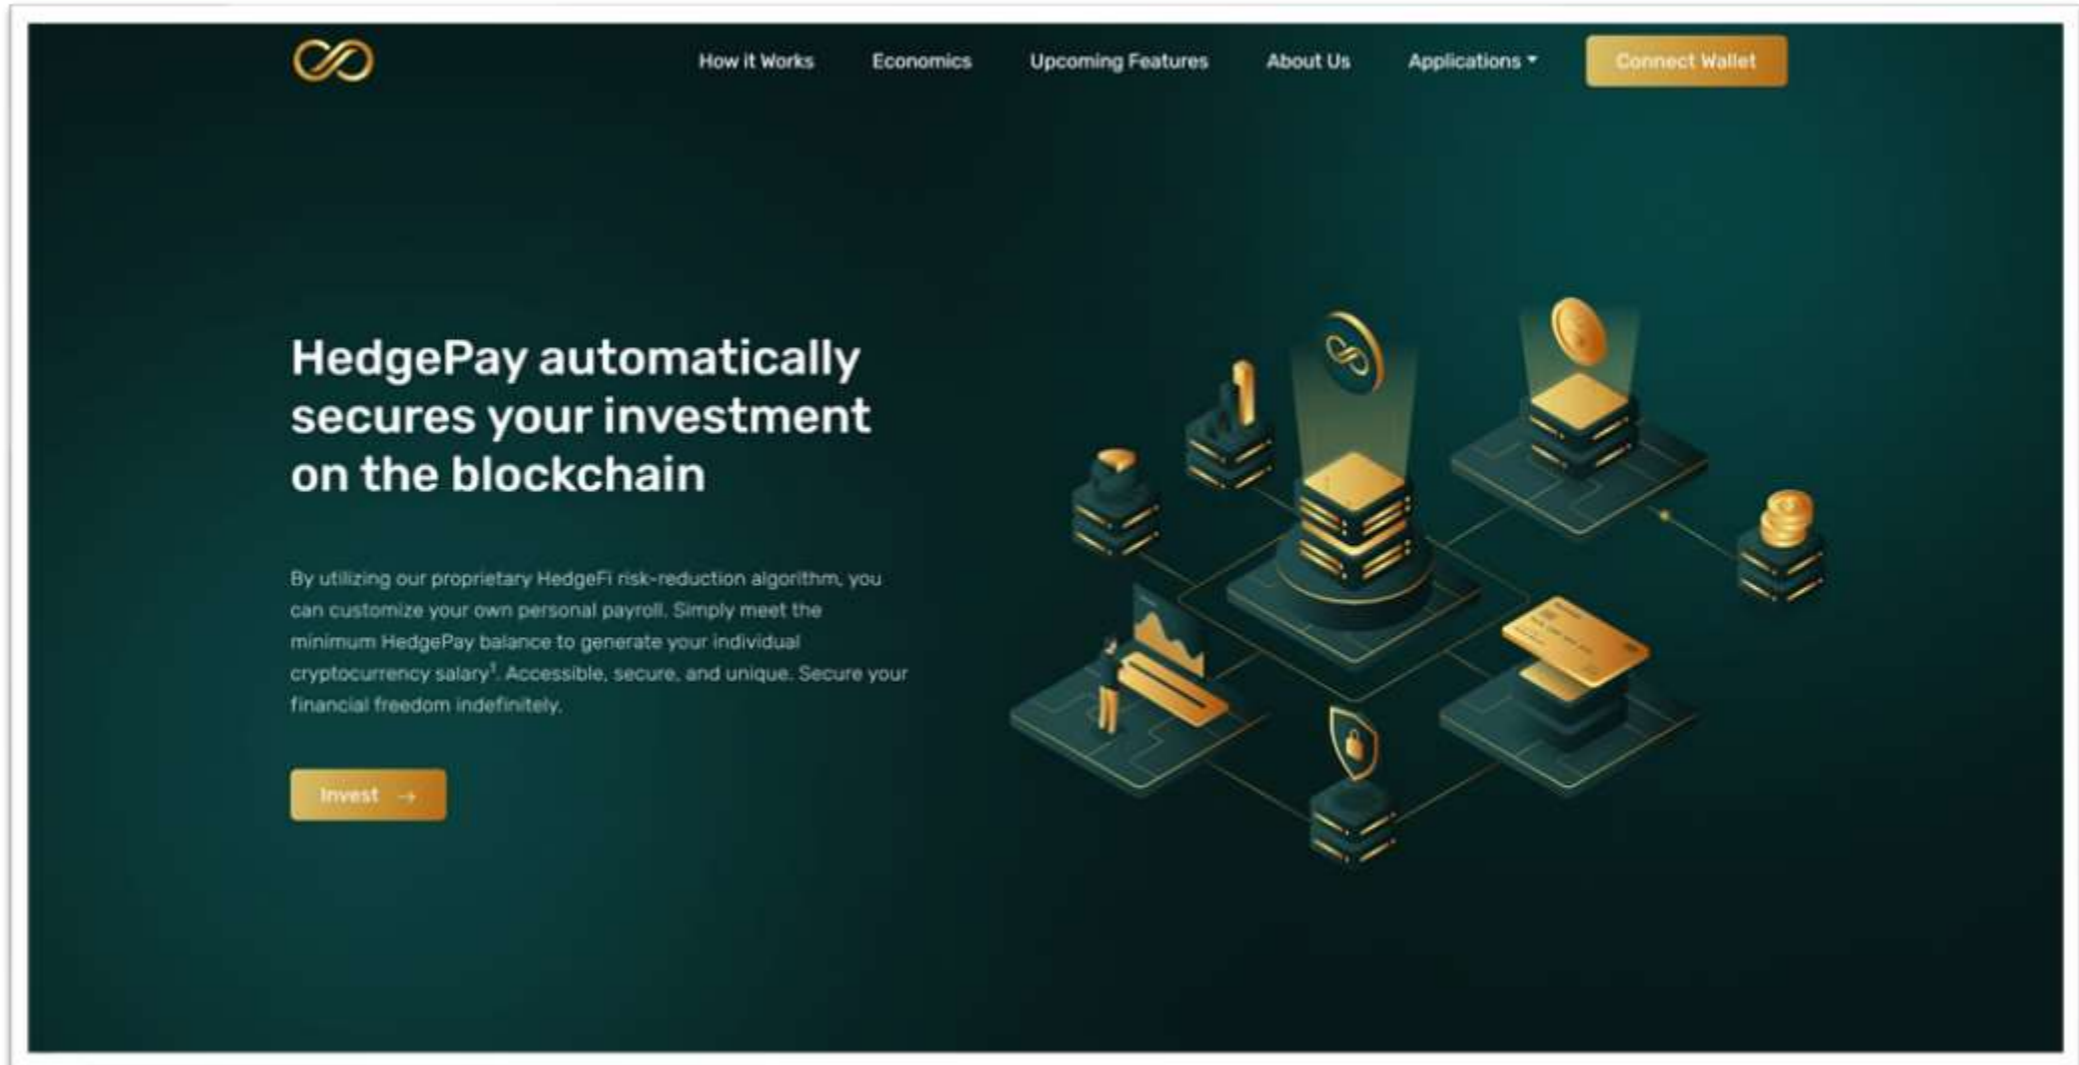 How it Works Economics Upcoming Features About Us Applications Connect Wallet
HedgePay automatically
secures your investment
on the blockchain
By utilizing our proprietary HedgeFi risk-reduction algorithm, you
can customize your own personal payroll. Simply meet the
minimum HedgePay balance to generate your individual
cryptocurrency salary¹. Accessible, secure, and unique. Secure your
financial freedom indefinitely.
Invest →